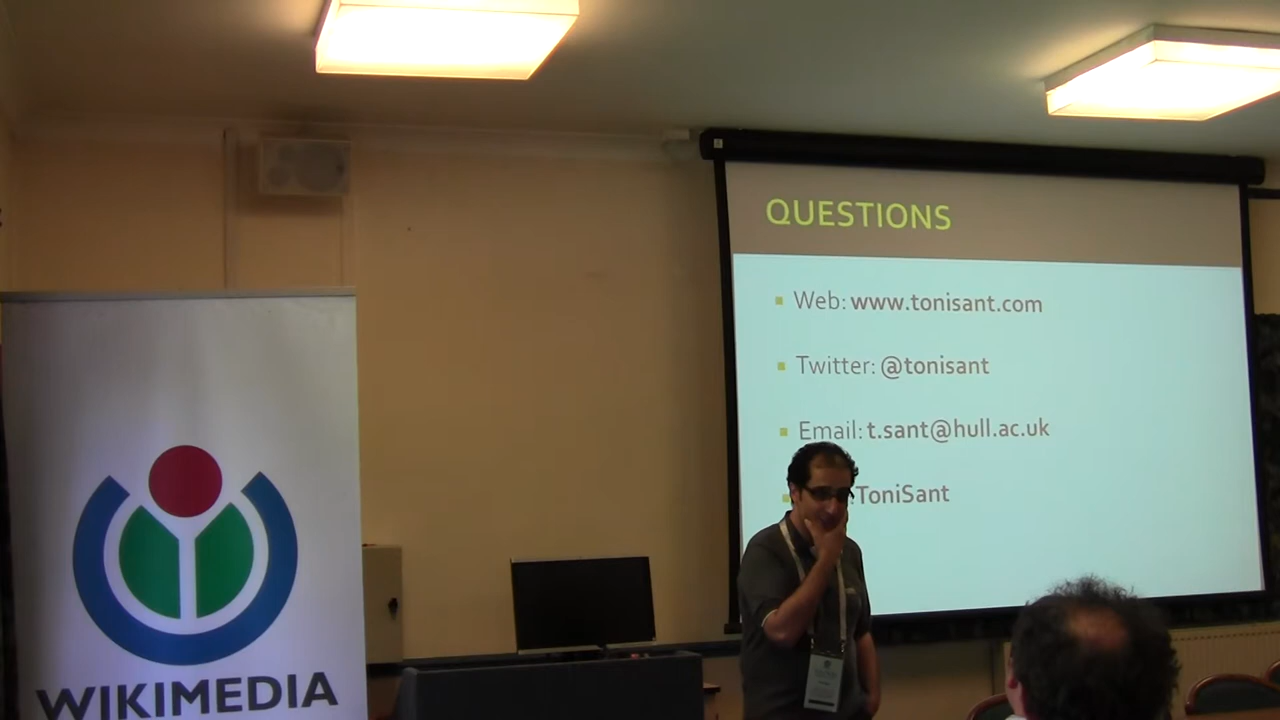 QUESTIONS
Web: www.tonisant.com
Twitter: @tonisant
Email: t.sant@hull.ac.uk
ToniSant
WIKIMEDIA